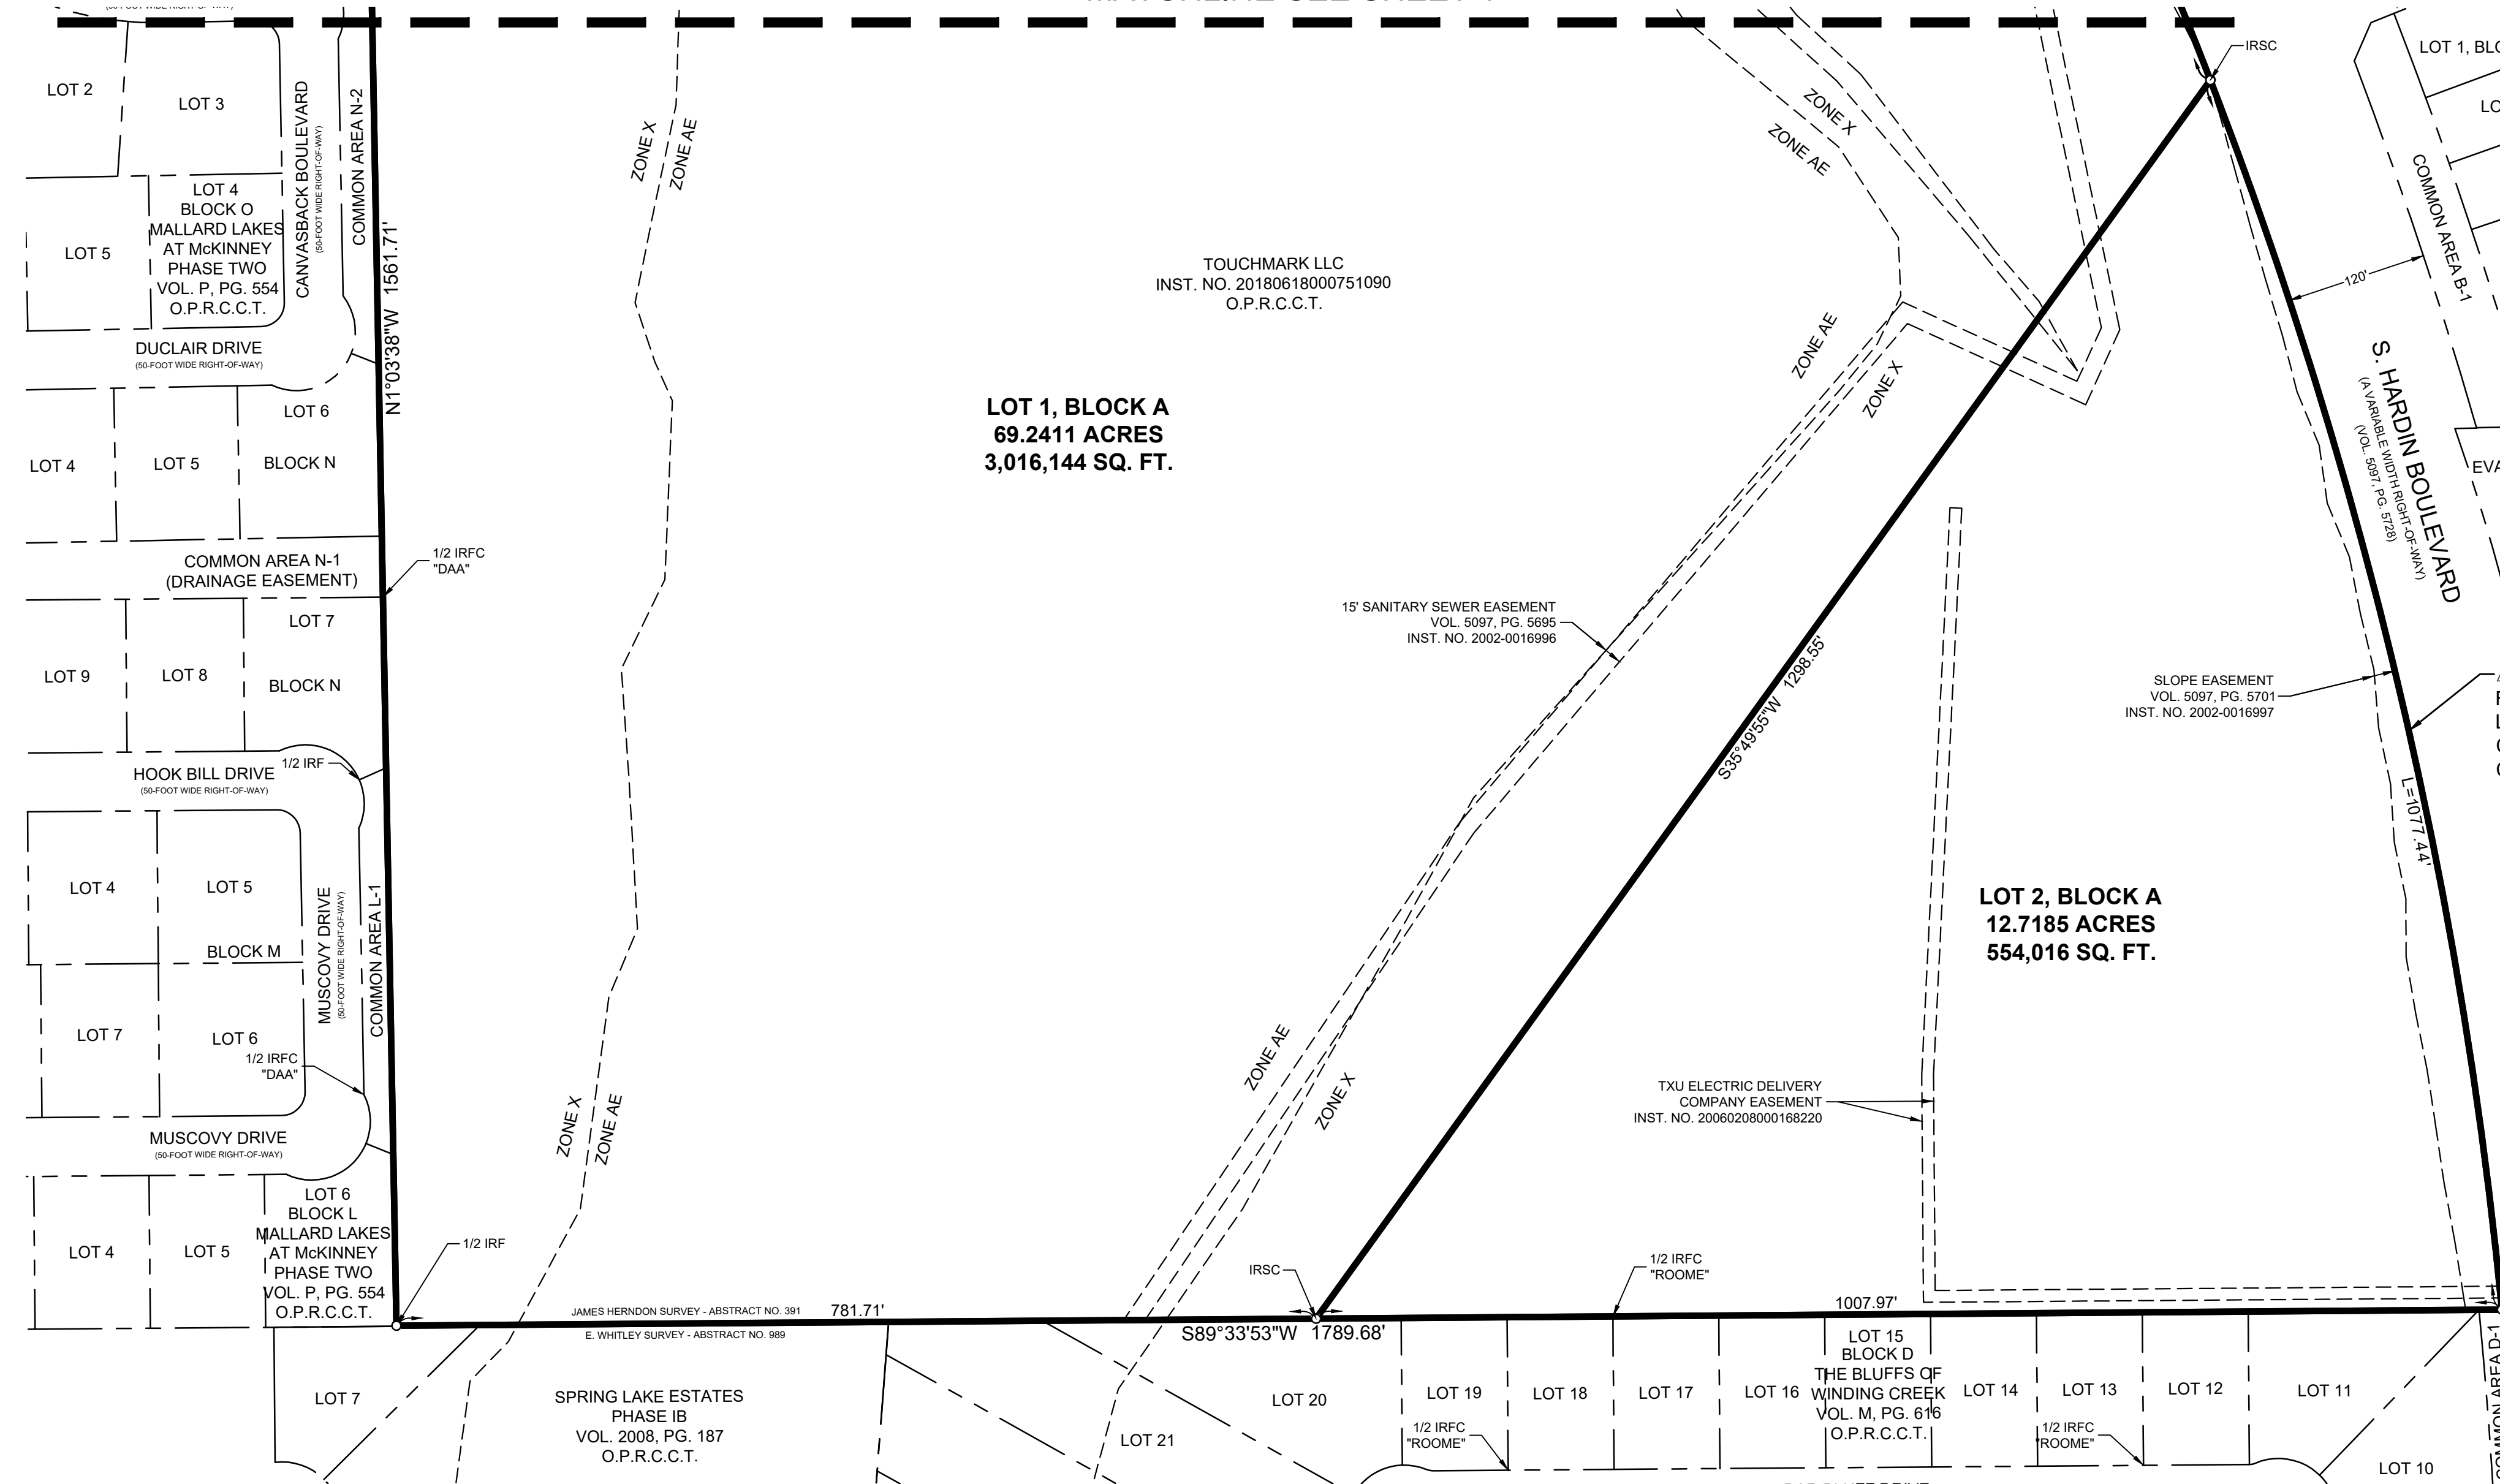 LOT 2
LOT 3
CANVASBACK BOULEVARD
(50-FOOT WIDE RIGHT-OF-WAY)
COMMON AREA N-2
LOT 4
BLOCK O
MALLARD LAKES
AT McKINNEY
PHASE TWO
VOL. P, PG. 554
O.P.R.C.C.T.
LOT 5
DUCLAIR DRIVE
(50-FOOT WIDE RIGHT-OF-WAY)
N1°03'38"W 1561.71'
LOT 6
LOT 4
LOT 5
BLOCK N
COMMON AREA N-1
(DRAINAGE EASEMENT)
1/2 IRFC
"DAA"
LOT 7
LOT 9
LOT 8
BLOCK N
HOOK BILL DRIVE
(50-FOOT WIDE RIGHT-OF-WAY)
1/2 IRF
LOT 4
LOT 5
BLOCK M
MUSCOVY DRIVE
(50-FOOT WIDE RIGHT-OF-WAY)
COMMON AREA L-1
LOT 7
LOT 6
1/2 IRFC
"DAA"
MUSCOVY DRIVE
(50-FOOT WIDE RIGHT-OF-WAY)
LOT 6
BLOCK L
MALLARD LAKES
AT McKINNEY
PHASE TWO
VOL. P, PG. 554
O.P.R.C.C.T.
LOT 4
LOT 5
1/2 IRF
ZONE X
ZONE AE
ZONE X
ZONE AE
TOUCHMARK LLC
INST. NO. 20180618000751090
O.P.R.C.C.T.
LOT 1, BLOCK A
69.2411 ACRES
3,016,144 SQ. FT.
ZONE X
ZONE AE
ZONE AE
ZONE X
15' SANITARY SEWER EASEMENT
VOL. 5097, PG. 5695
INST. NO. 2002-0016996
S35°49'55"W 1298.55'
ZONE AE
ZONE X
IRSC
LOT 1,
COMMON AREA B-1
120'
S. HARDIN BOULEVARD
(A VARIABLE WIDTH RIGHT-OF-WAY)
(VOL. 5097, PG. 5728)
SLOPE EASEMENT
VOL. 5097, PG. 5701
INST. NO. 2002-0016997
L=1077.44'
LOT 2, BLOCK A
12.7185 ACRES
554,016 SQ. FT.
TXU ELECTRIC DELIVERY
COMPANY EASEMENT
INST. NO. 20060208000168220
IRSC
1/2 IRFC
"ROOME"
JAMES HERNDON SURVEY - ABSTRACT NO. 391
781.71'
1007.97'
E. WHITLEY SURVEY - ABSTRACT NO. 989
S89°33'53"W 1789.68'
LOT 7
SPRING LAKE ESTATES
PHASE IB
VOL. 2008, PG. 187
O.P.R.C.C.T.
LOT 21
LOT 20
LOT 19
LOT 18
LOT 17
LOT 16
LOT 15
BLOCK D
THE BLUFFS OF
WINDING CREEK
VOL. M, PG. 616
O.P.R.C.C.T.
LOT 14
LOT 13
LOT 12
LOT 11
1/2 IRFC
"ROOME"
1/2 IRFC
"ROOME"
LOT 10
COMMON AREA D-1